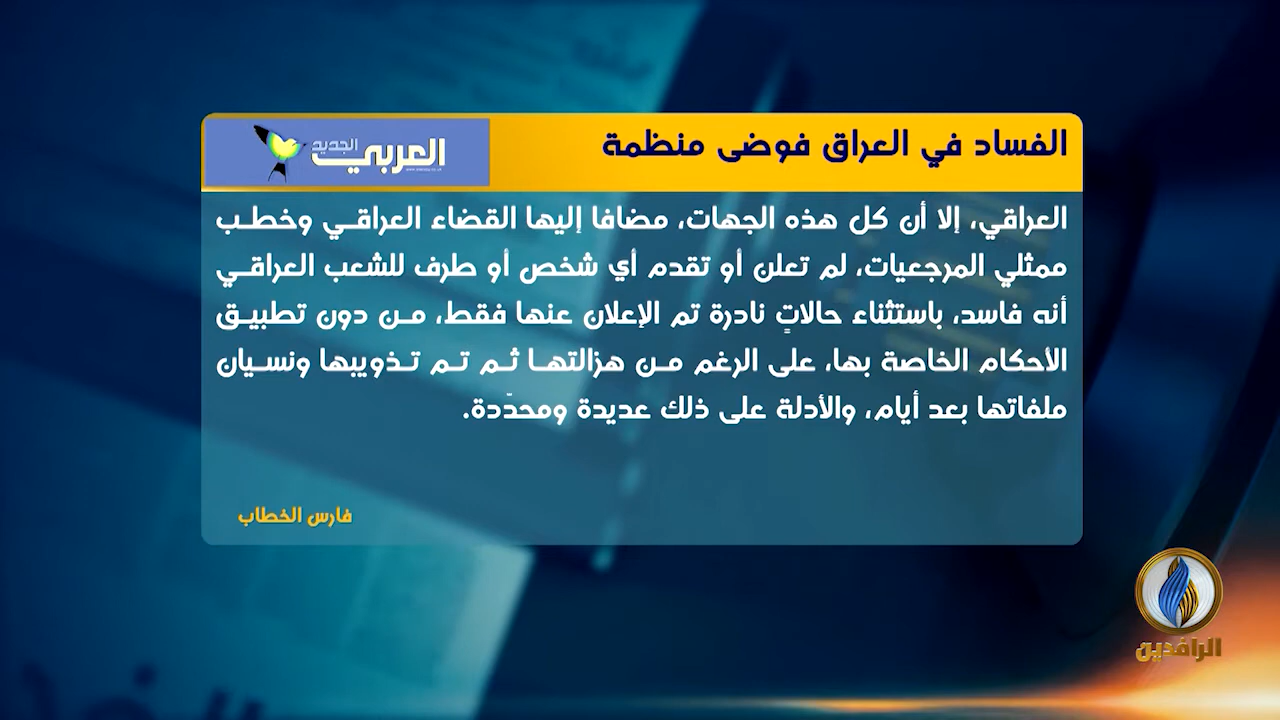 الفساد في العراق فوضى منظمة
العربي الجديد
العراقي، إلا أن كل هذه الجهات، مضافا إليها القضاء العراقي وخطب
ممثلي المرجعيات، لم تعلن أو تقدم أي شخص أو طرف للشعب العراقي
أنه فاسد، باستثناء حالاتٍ نادرة تم الإعلان عنها فقط، من دون تطبيق
الأحكام الخاصة بها، على الرغم من هزالتها ثم تم تذويبها ونسيان
ملفاتها بعد أيام، والأدلة على ذلك عديدة ومحدّدة.
فارس الخطاب
الرافدين